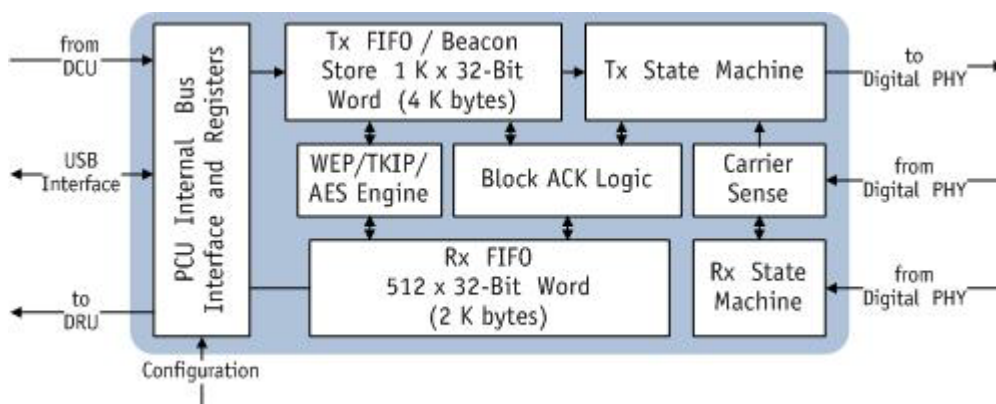 from
DCU
USB
Interface
to
DRU
Configuration
PCU Internal Bus
Interface and Registers
Tx FIFO / Beacon
Store 1 K x 32-Bit
Word (4 K bytes)
Tx State Machine
to
Digital PHY
WEP/TKIP/
AES Engine
Block ACK Logic
Carrier
Sense
from
Digital PHY
Rx FIFO
512 x 32-Bit Word
(2 K bytes)
Rx State
Machine
from
Digital PHY